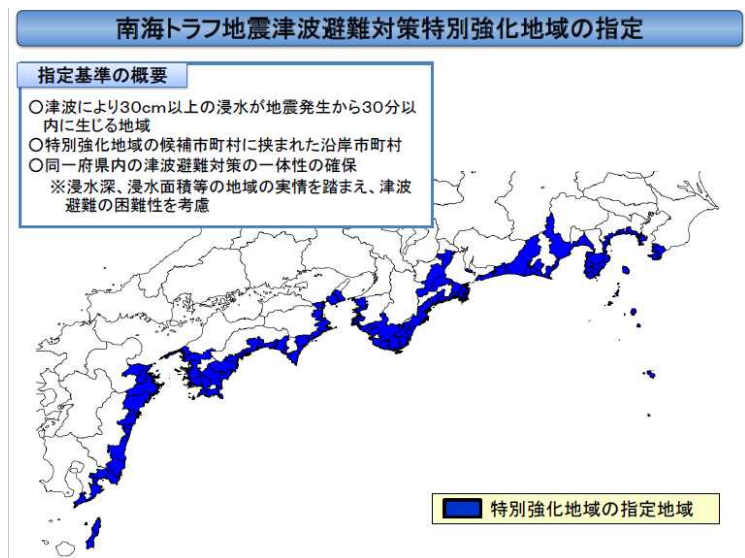 南海トラフ地震津波避難対策特別強化地域の指定
指定基準の概要
○津波により30cm以上の浸水が地震発生から30分以
内に生じる地域
○特別強化地域の候補市町村に挟まれた沿岸市町村
○同一府県内の津波避難対策の一体性の確保
※浸水深、浸水面積等の地域の実情を踏まえ、津波
避難の困難性を考慮
特別強化地域の指定地域